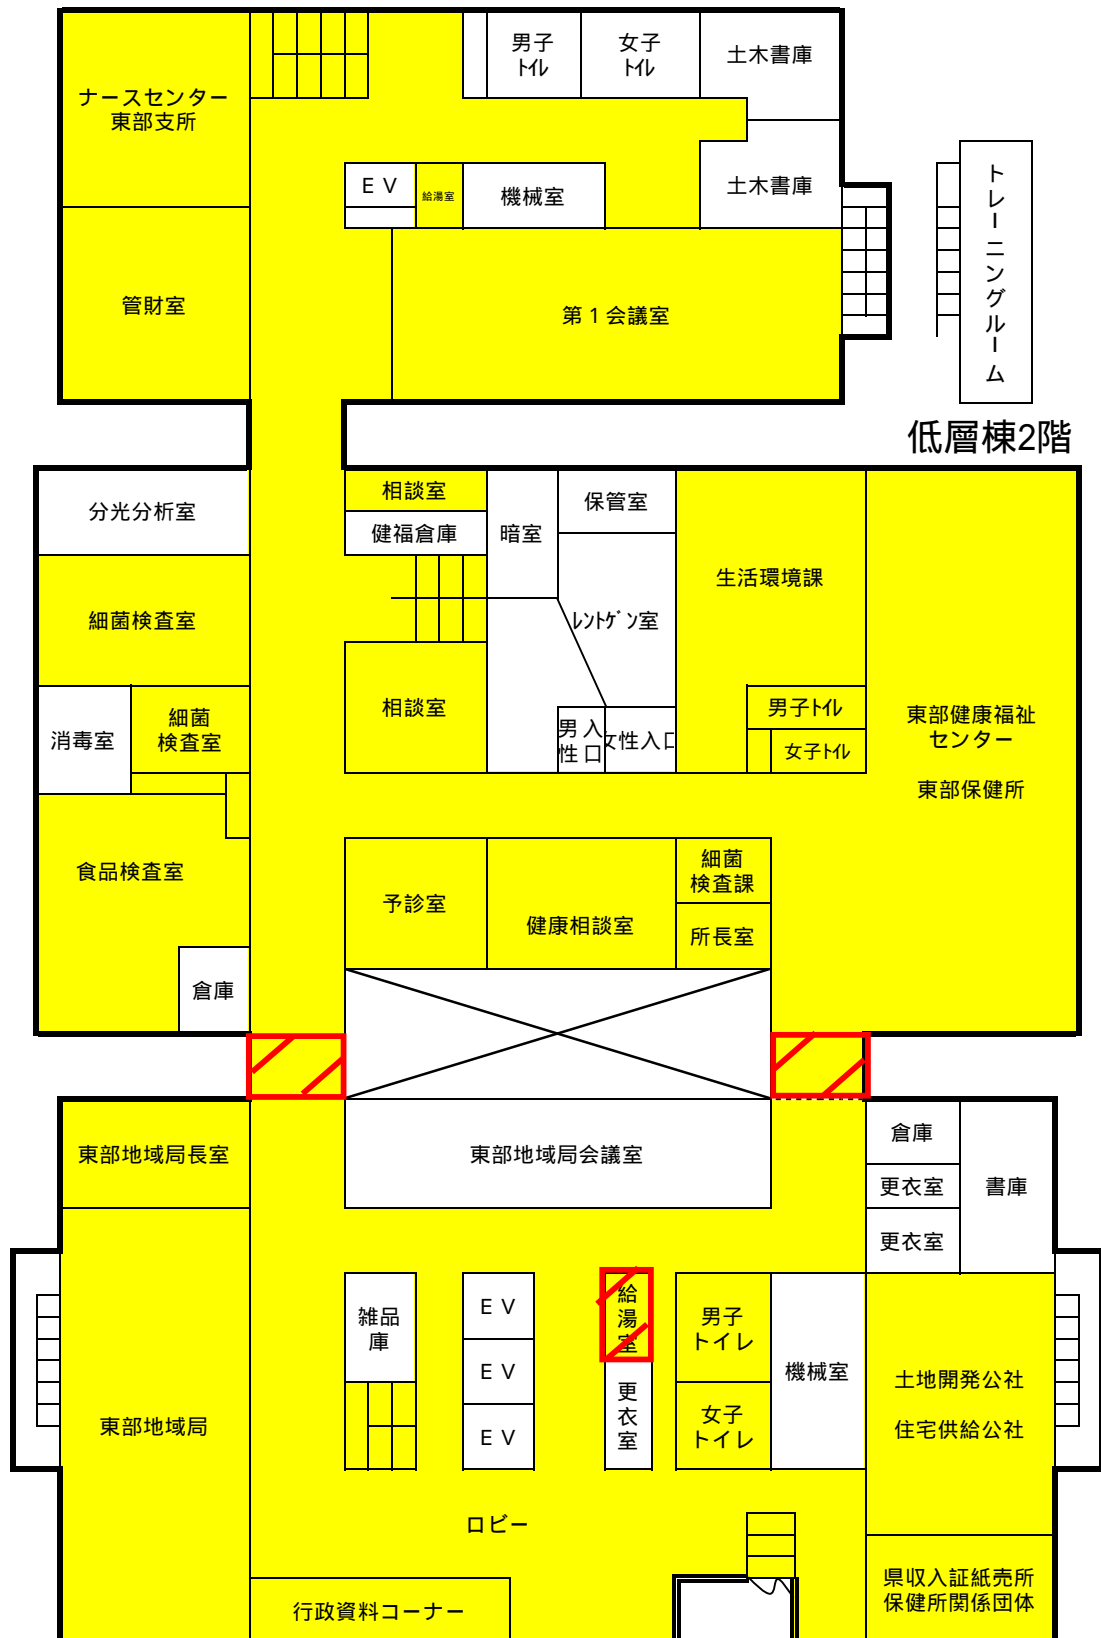 男子
ﾄｲﾚ
女子
ﾄｲﾚ
土木書庫
ナースセンター
東部支所
ＥＶ
給湯室
機械室
土木書庫
トレーニングルーム
管財室
第１会議室
低層棟2階
分光分析室
相談室
健福倉庫
暗室
保管室
生活環境課
細菌検査室
ﾚﾝﾄｹﾞﾝ室
消毒室
細菌
検査室
相談室
男性
入口
女性入口
男子ﾄｲﾚ
女子ﾄｲﾚ
東部健康福祉
センター
東部保健所
食品検査室
倉庫
予診室
健康相談室
細菌
検査課
所長室
東部地域局長室
東部地域局会議室
倉庫
更衣室
更衣室
書庫
雑品
庫
ＥＶ
ＥＶ
ＥＶ
給湯室
更衣室
男子
トイレ
女子
トイレ
機械室
土地開発公社
住宅供給公社
東部地域局
ロビー
行政資料コーナー
県収入証紙売所
保健所関係団体